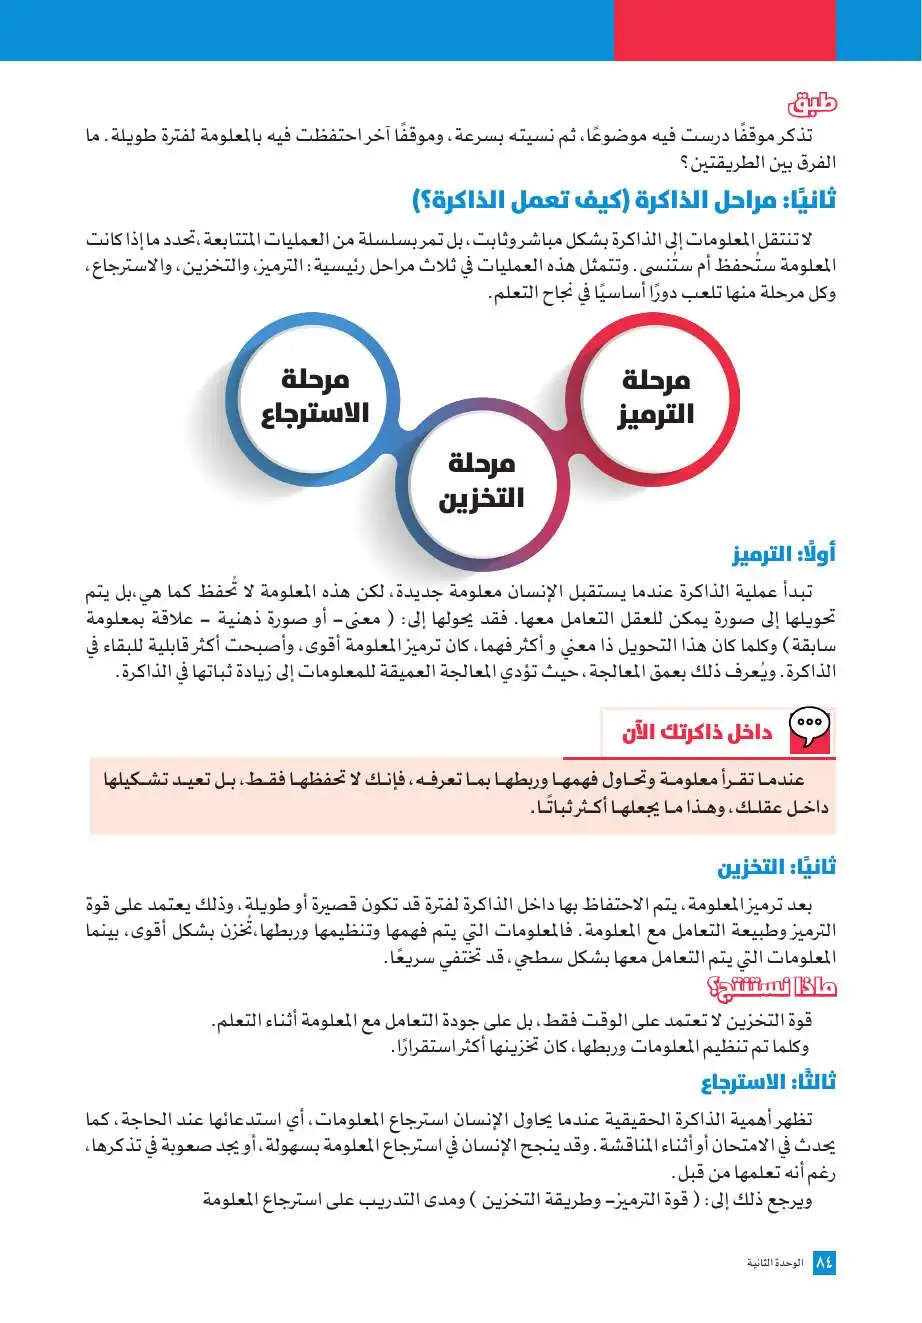 طبق
تذكر موقفًا درست فيه موضوعًا، ثم نسيته بسرعة، وموقفًا آخر احتفظت فيه بالمعلومة لفترة طويلة. ما
الفرق بين الطريقتين؟
ثانيًا: مراحل الذاكرة (كيف تعمل الذاكرة؟)
لا تنتقل المعلومات إلى الذاكرة بشكل مباشر وثابت، بل تمر بسلسلة من العمليات المتتابعة ،تحدد ما إذا كانت
المعلومة ستُحفظ أم ستُنسى. وتتمثل هذه العمليات في ثلاث مراحل رئيسية: الترميز، والتخزين، والاسترجاع،
وكل مرحلة منها تلعب دورًا أساسيًا في نجاح التعلم.
مرحلة
الترميز
مرحلة
التخزين
مرحلة
الاسترجاع
أولًا: الترميز
تبدأ عملية الذاكرة عندما يستقبل الإنسان معلومة جديدة، لكن هذه المعلومة لا تُحفظ كما هي،بل يتم
تحويلها إلى صورة يمكن للعقل التعامل معها. فقد يحولها إلى: ( معنى- أو صورة ذهنية - علاقة بمعلومة
سابقة) وكلما كان هذا التحويل ذا معني و أكثر فهما، كان ترميز المعلومة أقوى، وأصبحت أكثر قابلية للبقاء في
الذاكرة. ويُعرف ذلك بعمق المعالجة، حيث تؤدي المعالجة العميقة للمعلومات إلى زيادة ثباتها في الذاكرة.
داخل ذاكرتك الآن
عندما تقرأ معلومة وتحاول فهمها وربطها بما تعرفه، فإنك لا تحفظها فقط، بل تعيد تشكيلها
داخل عقلك، وهذا ما يجعلها أكثر ثباتًا.
ثانيًا: التخزين
بعد ترميز المعلومة، يتم الاحتفاظ بها داخل الذاكرة لفترة قد تكون قصيرة أو طويلة، وذلك يعتمد على قوة
الترميز وطبيعة التعامل مع المعلومة. فالمعلومات التي يتم فهمها وتنظيمها وربطها،تُخزن بشكل أقوى، بينما
المعلومات التي يتم التعامل معها بشكل سطحي، قد تختفي سريعًا.
ماذا نستنتج؟
قوة التخزين لا تعتمد على الوقت فقط، بل على جودة التعامل مع المعلومة أثناء التعلم.
وكلما تم تنظيم المعلومات وربطها، كان تخزينها أكثر استقرارًا.
ثالثًا: الاسترجاع
تظهر أهمية الذاكرة الحقيقية عندما يحاول الإنسان استرجاع المعلومات، أي استدعائها عند الحاجة، كما
يحدث في الامتحان أو أثناء المناقشة. وقد ينجح الإنسان في استرجاع المعلومة بسهولة، أو يجد صعوبة في تذكرها،
رغم أنه تعلمها من قبل.
ويرجع ذلك إلى: ( قوة الترميز- وطريقة التخزين ) ومدى التدريب على استرجاع المعلومة
٨٤ الوحدة الثانية